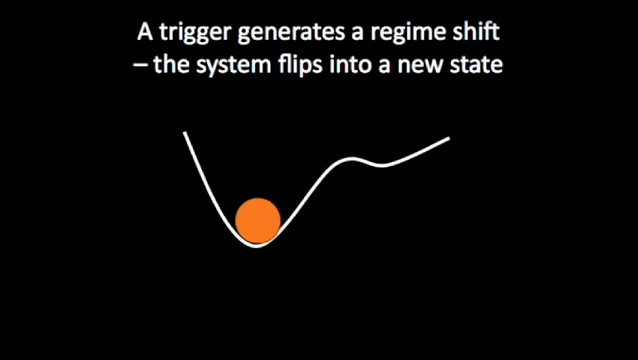 A trigger generates a regime shift
– the system flips into a new state